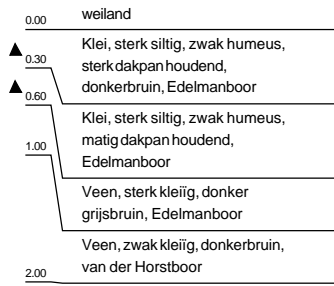 0.00 weiland
Klei, sterk siltig, zwak humeus,
0.30 sterk dakpanhoudend,
donkerbruin, Edelmanboor
0.60 Klei, sterk siltig, zwak humeus,
matig dakpanhoudend,
1.00 Edelmanboor
Veen, sterk kleiïg, donker
grijsbruin, Edelmanboor
Veen, zwak kleiïg, donkerbruin,
van der Horstboor
2.00